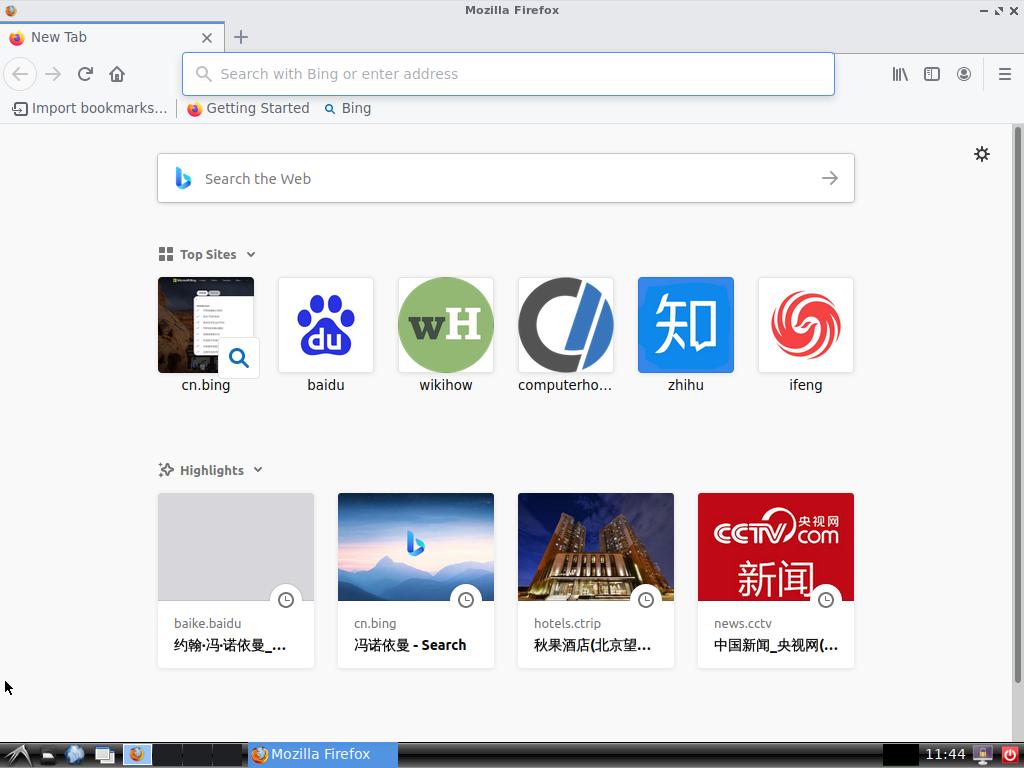 Mozilla Firefox
New Tab
Search with Bing or enter address
Import bookmarks...
Getting Started
Bing
Search the Web
Top Sites
du
wH
知
cn.bing
baidu
wikihow
computerho...
zhihu
ifeng
Highlights
CCTV 央视网
com
新闻
baike.baidu
约翰·冯·诺依曼_...
cn.bing
冯诺依曼 - Search
hotels.ctrip
秋果酒店(北京望...
news.cctv
中国新闻_央视网(...
Mozilla Firefox
11:44